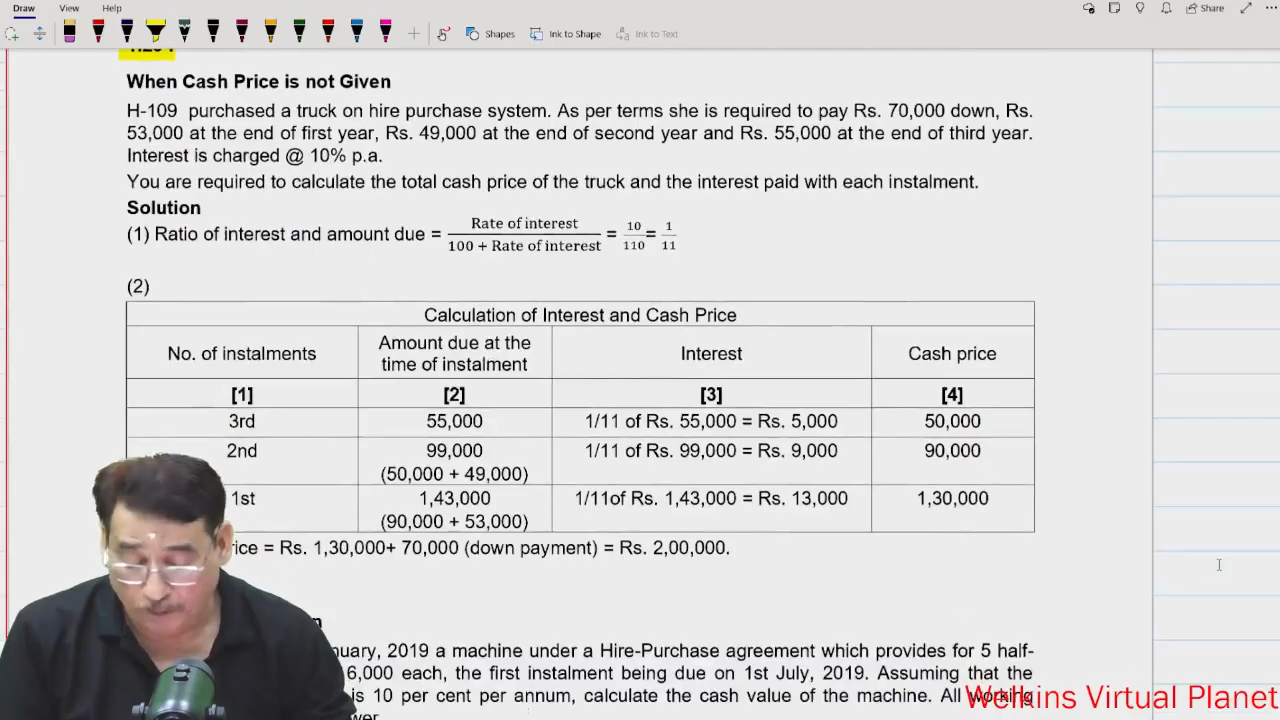 Draw View Help
Share
Shapes Ink to Shape Ink to Text
When Cash Price is not Given
H-109 purchased a truck on hire purchase system. As per terms she is required to pay Rs. 70,000 down, Rs.
53,000 at the end of first year, Rs. 49,000 at the end of second year and Rs. 55,000 at the end of third year.
Interest is charged @ 10% p.a.
You are required to calculate the total cash price of the truck and the interest paid with each instalment.
Solution
(1) Ratio of interest and amount due = Rate of interest / 100 + Rate of interest = 10/110 = 1/11
(2)
Calculation of Interest and Cash Price
No. of instalments Amount due at the time of instalment Interest Cash price
[1] [2] [3] [4]
3rd 55,000 1/11 of Rs. 55,000 = Rs. 5,000 50,000
2nd 99,000 1/11 of Rs. 99,000 = Rs. 9,000 90,000
(50,000 + 49,000)
1st 1,43,000 1/11of Rs. 1,43,000 = Rs. 13,000 1,30,000
(90,000 + 53,000)
= Rs. 1,30,000+ 70,000 (down payment) = Rs. 2,00,000.
2019 a machine under a Hire-Purchase agreement which provides for 5 half-
6,000 each, the first instalment being due on 1st July, 2019. Assuming that the
is 10 per cent per annum, calculate the cash value of the machine. All working
Welkins Virtual Planet